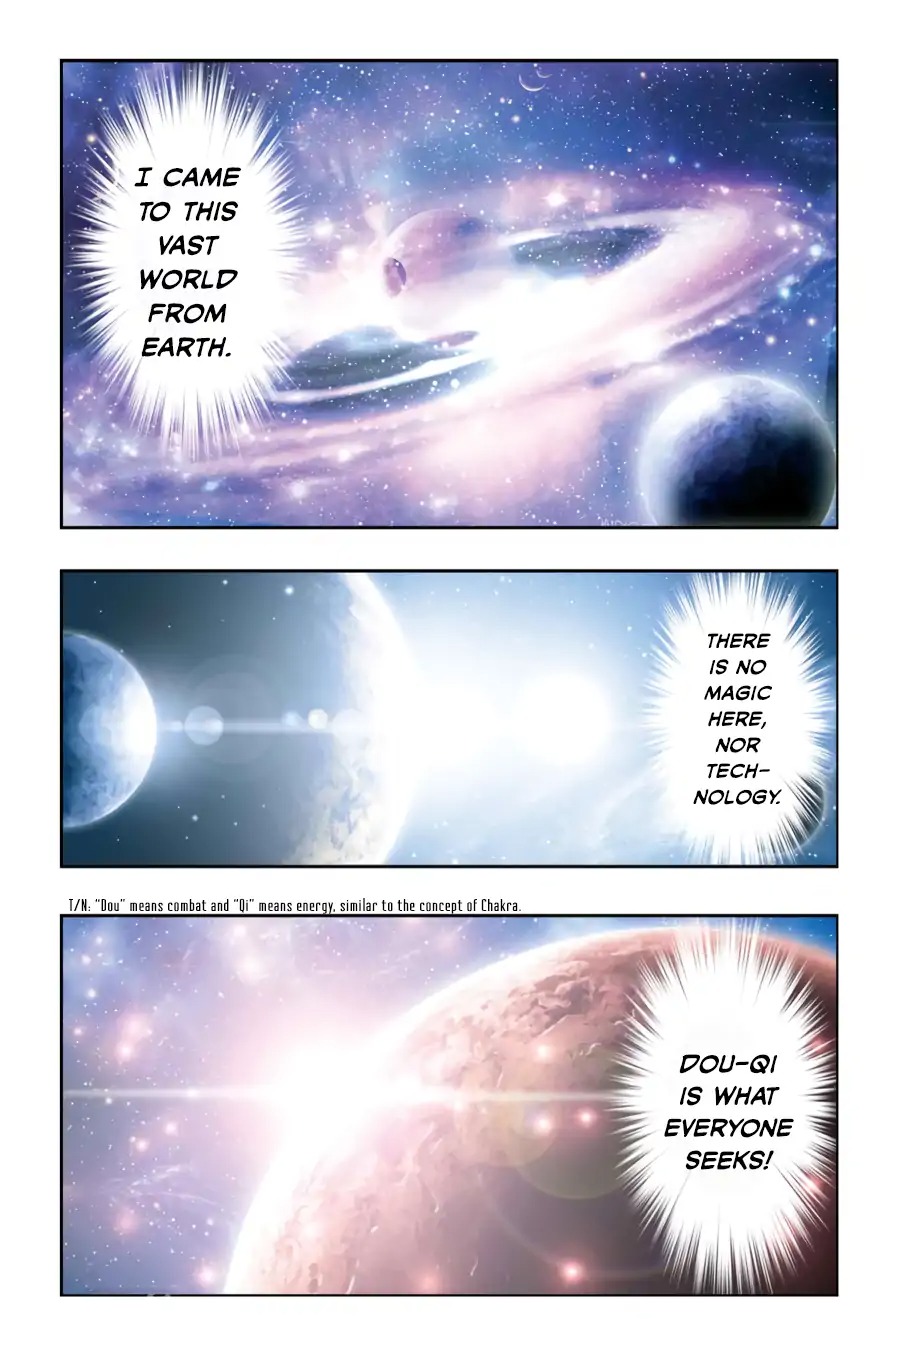 I CAME
TO THIS
VAST
WORLD
FROM
EARTH.
THERE
IS NO
MAGIC
HERE,
NOR
TECH-
NOLOGY.
T/N: "Dou" means combat and "Qi" means energy, similar to the concept of Chakra.
DOU-QI
IS WHAT
EVERYONE
SEEKS!